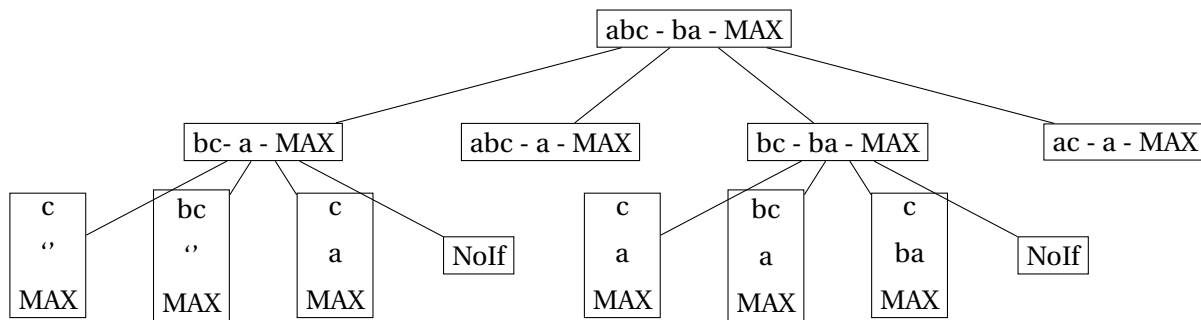 abc - ba - MAX
bc- a - MAX
abc - a - MAX
bc - ba - MAX
ac - a - MAX
c
‘’
MAX
bc
‘’
MAX
c
a
MAX
NoIf
c
a
MAX
bc
a
MAX
c
ba
MAX
NoIf